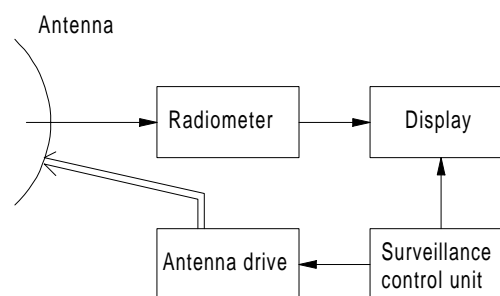 Antenna
Radiometer
Display
Antenna drive
Surveillance
control unit